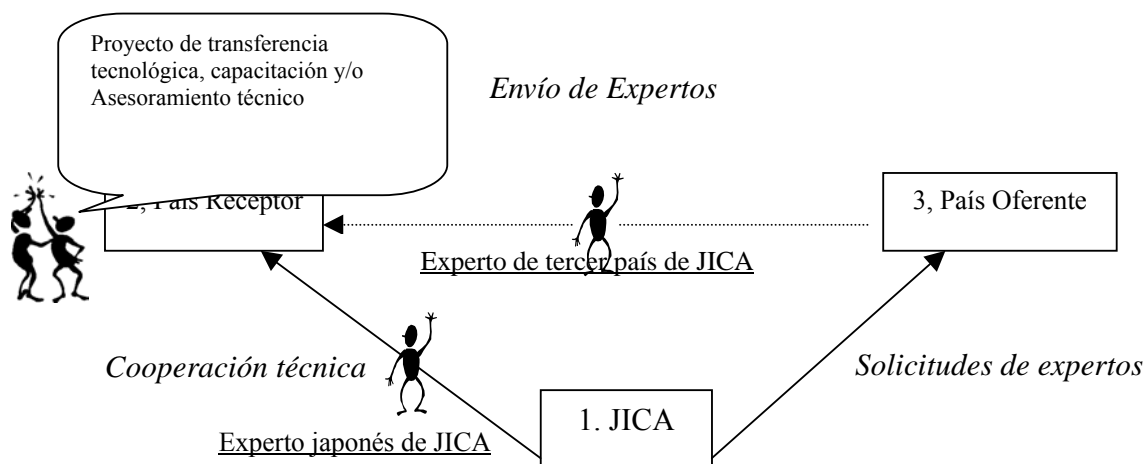 Proyecto de transferencia
tecnológica, capacitación y/o
Asesoramiento técnico
Envío de Expertos
2, País Receptor
3, País Oferente
Experto de tercer país de JICA
Cooperación técnica
Solicitudes de expertos
1. JICA
Experto japonés de JICA